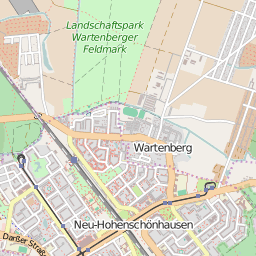 Landschaftspark
Wartenberger
Feldmark
Wartenberg
Neu-Hohenschönhausen
Darßer Straße